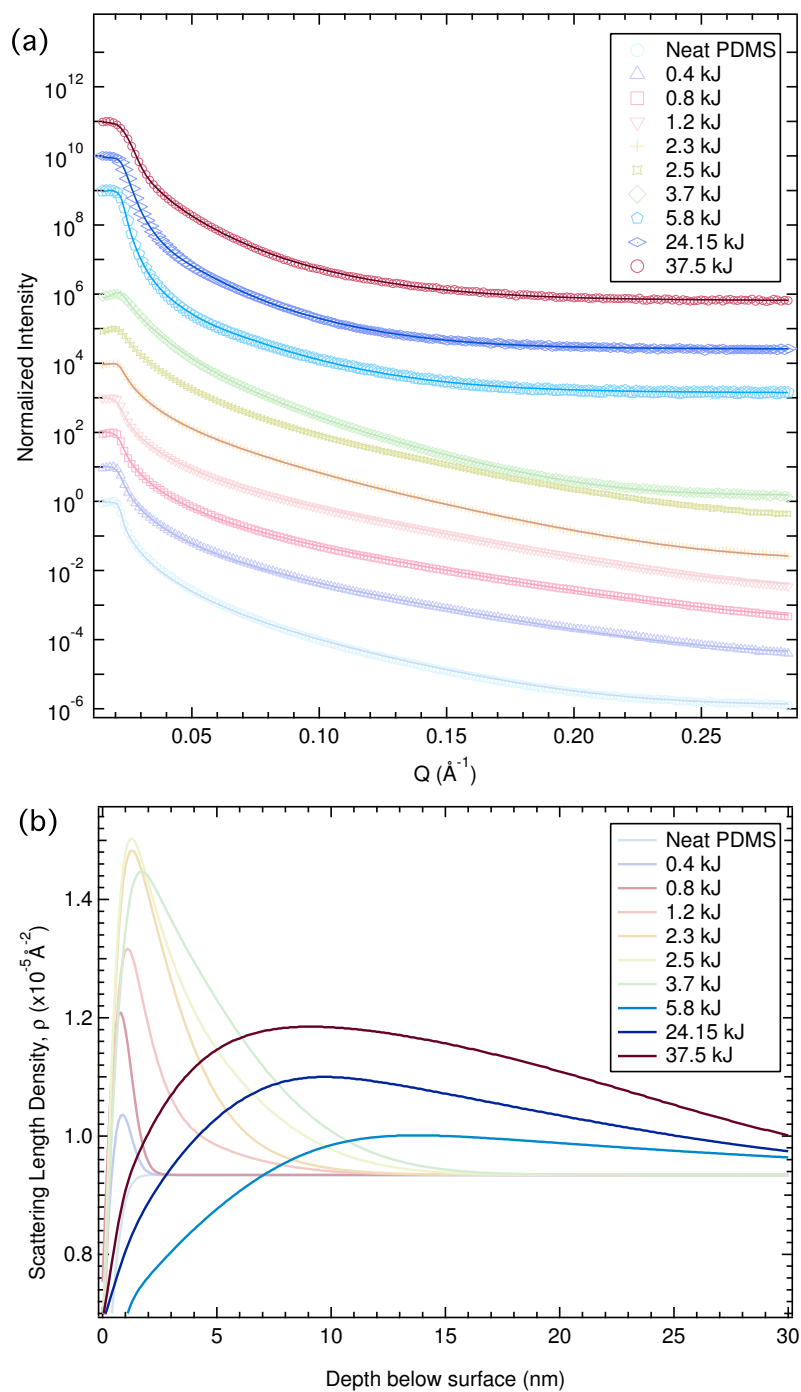 (a)
Neat PDMS
0.4 kJ
0.8 kJ
1.2 kJ
2.3 kJ
2.5 kJ
3.7 kJ
5.8 kJ
24.15 kJ
37.5 kJ
Normalized Intensity
10^12
10^10
10^8
10^6
10^4
10^2
10^0
10^-2
10^-4
10^-6
0.05 0.10 0.15 0.20 0.25
Q (Å^-1)
(b)
Neat PDMS
0.4 kJ
0.8 kJ
1.2 kJ
2.3 kJ
2.5 kJ
3.7 kJ
5.8 kJ
24.15 kJ
37.5 kJ
Scattering Length Density, ρ (x10^-5Å^-2)
1.4
1.2
1.0
0.8
0 5 10 15 20 25 30
Depth below surface (nm)